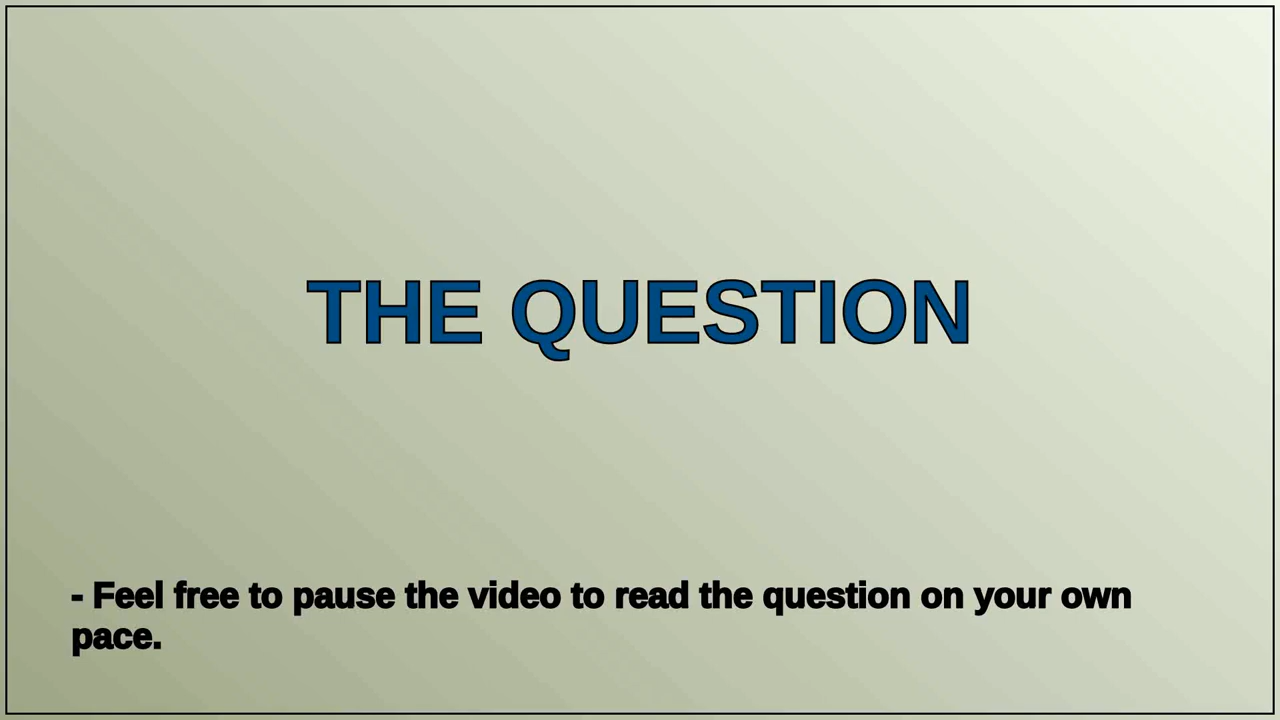 THE QUESTION
- Feel free to pause the video to read the question on your own
pace.